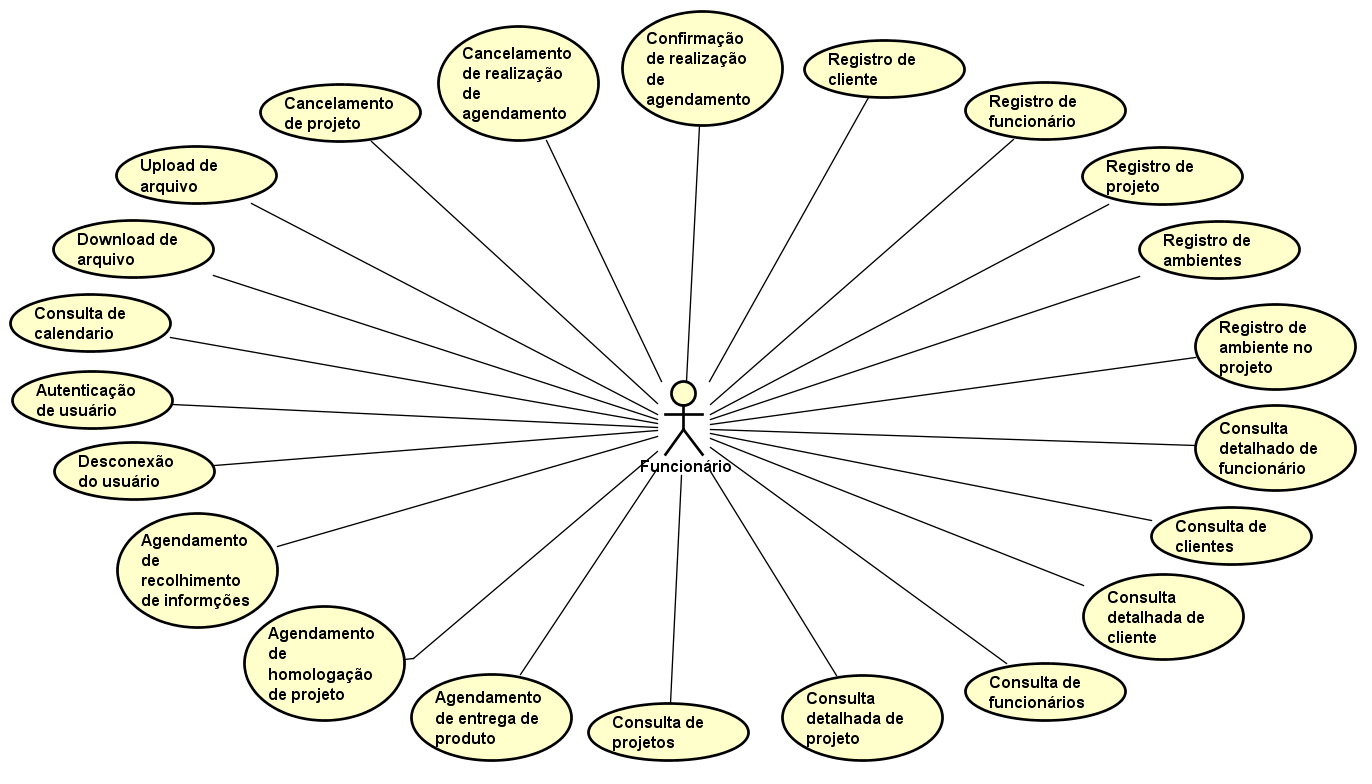 Confirmação
de realização
de
agendamento
Cancelamento
de realização
de
agendamento
Registro de
cliente
Cancelamento
de projeto
Registro de
funcionário
Upload de
arquivo
Registro de
projeto
Download de
arquivo
Registro de
ambientes
Consulta de
calendario
Registro de
ambiente no
projeto
Autenticação
de usuário
Consulta
detalhado de
funcionário
Desconexão
do usuário
Funcionário
Consulta de
clientes
Agendamento
de
recolhimento
de informções
Consulta
detalhada de
cliente
Agendamento
de
homologação
de projeto
Consulta de
funcionários
Agendamento
de entrega de
produto
Consulta
detalhada de
projeto
Consulta de
projetos